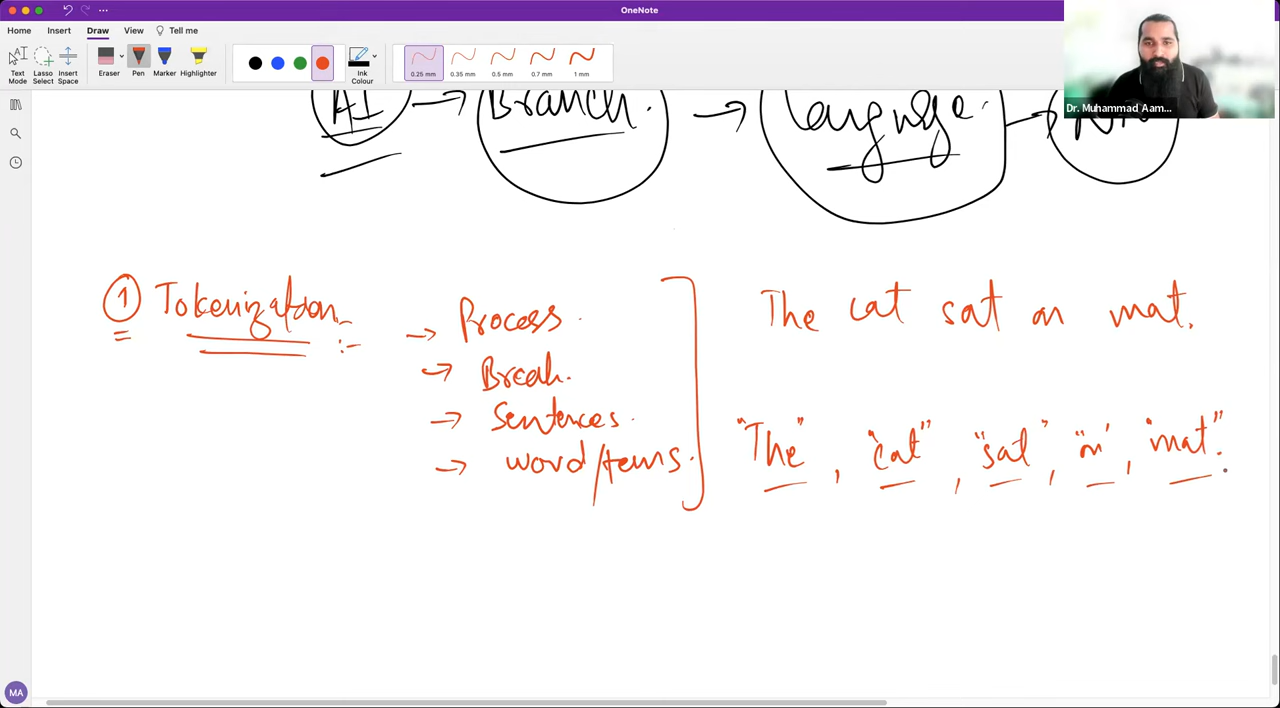 OneNote
Home Insert Draw View Tell me
Text Mode Lasso Select Insert Space Eraser Pen Marker Highlighter Ink Colour 0.25 mm 0.35 mm 0.5 mm 0.7 mm 1 mm
Dr. Muhammad Aam...
AI → Branch. → Language. →
① Tokenization :-
→ Process.
→ Break.
→ Sentences.
→ word/terms.
The cat sat on mat.
"The", "cat", "sat", "on", "mat".
MA